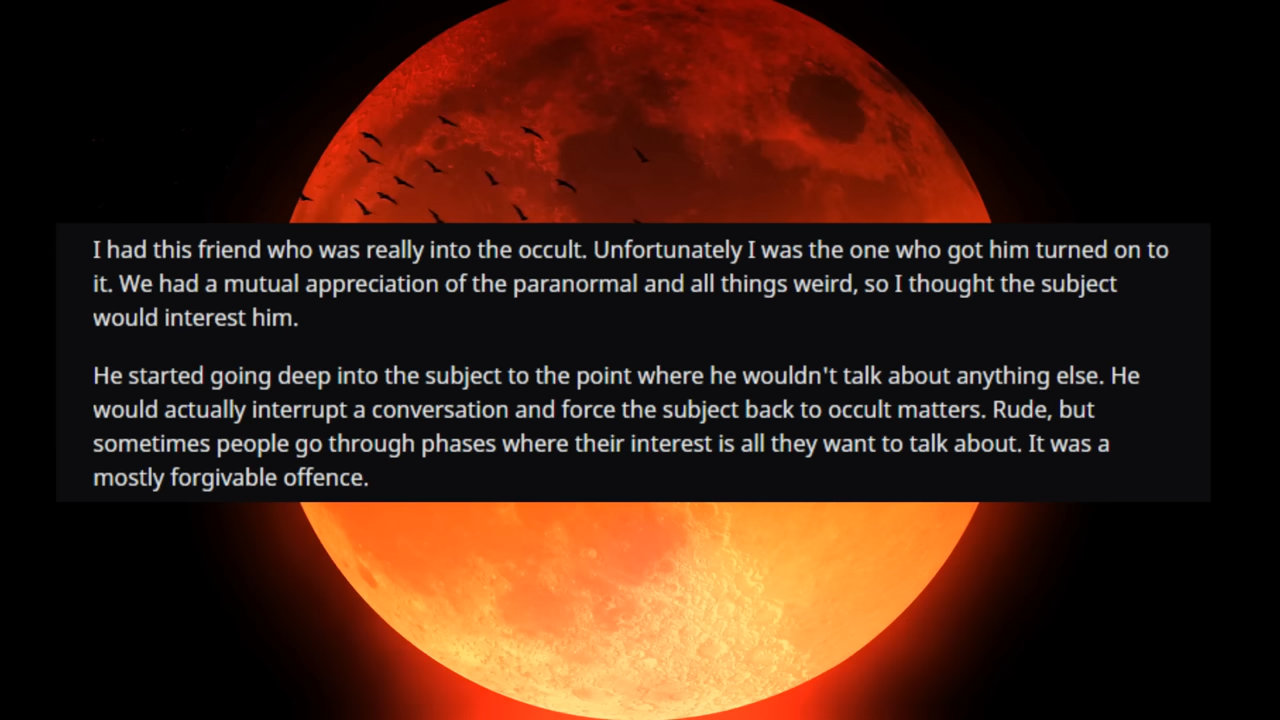 I had this friend who was really into the occult. Unfortunately I was the one who got him turned on to
it. We had a mutual appreciation of the paranormal and all things weird, so I thought the subject
would interest him.
He started going deep into the subject to the point where he wouldn't talk about anything else. He
would actually interrupt a conversation and force the subject back to occult matters. Rude, but
sometimes people go through phases where their interest is all they want to talk about. It was a
mostly forgivable offence.